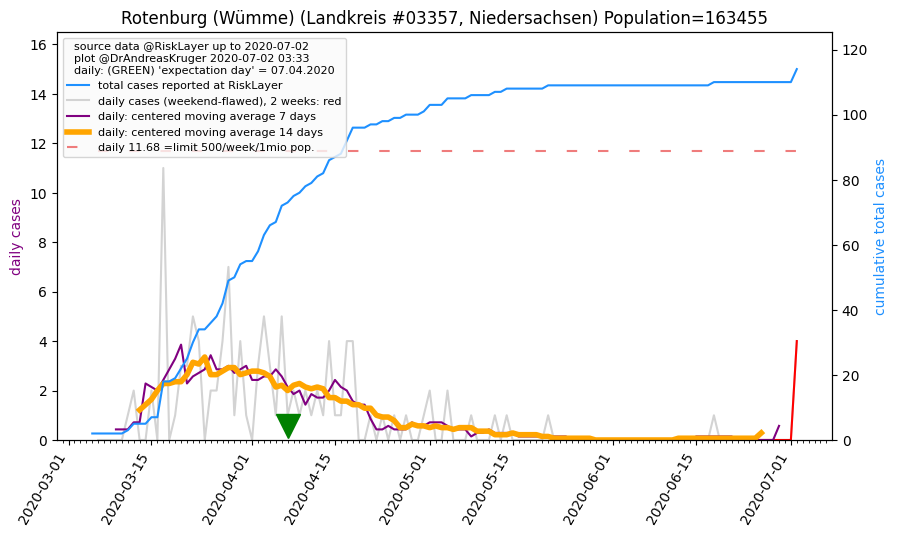 Rotenburg (Wümme) (Landkreis #03357, Niedersachsen) Population=163455
source data @RiskLayer up to 2020-07-02
plot @DrAndreasKruger 2020-07-02 03:33
daily: (GREEN) 'expectation day' = 07.04.2020
total cases reported at RiskLayer
daily cases (weekend-flawed), 2 weeks: red
daily: centered moving average 7 days
daily: centered moving average 14 days
daily 11.68 =limit 500/week/1mio pop.
daily cases
16
14
12
10
8
6
4
2
0
cumulative total cases
120
100
80
60
40
20
0
2020-03-01
2020-03-15
2020-04-01
2020-04-15
2020-05-01
2020-05-15
2020-06-01
2020-06-15
2020-07-01